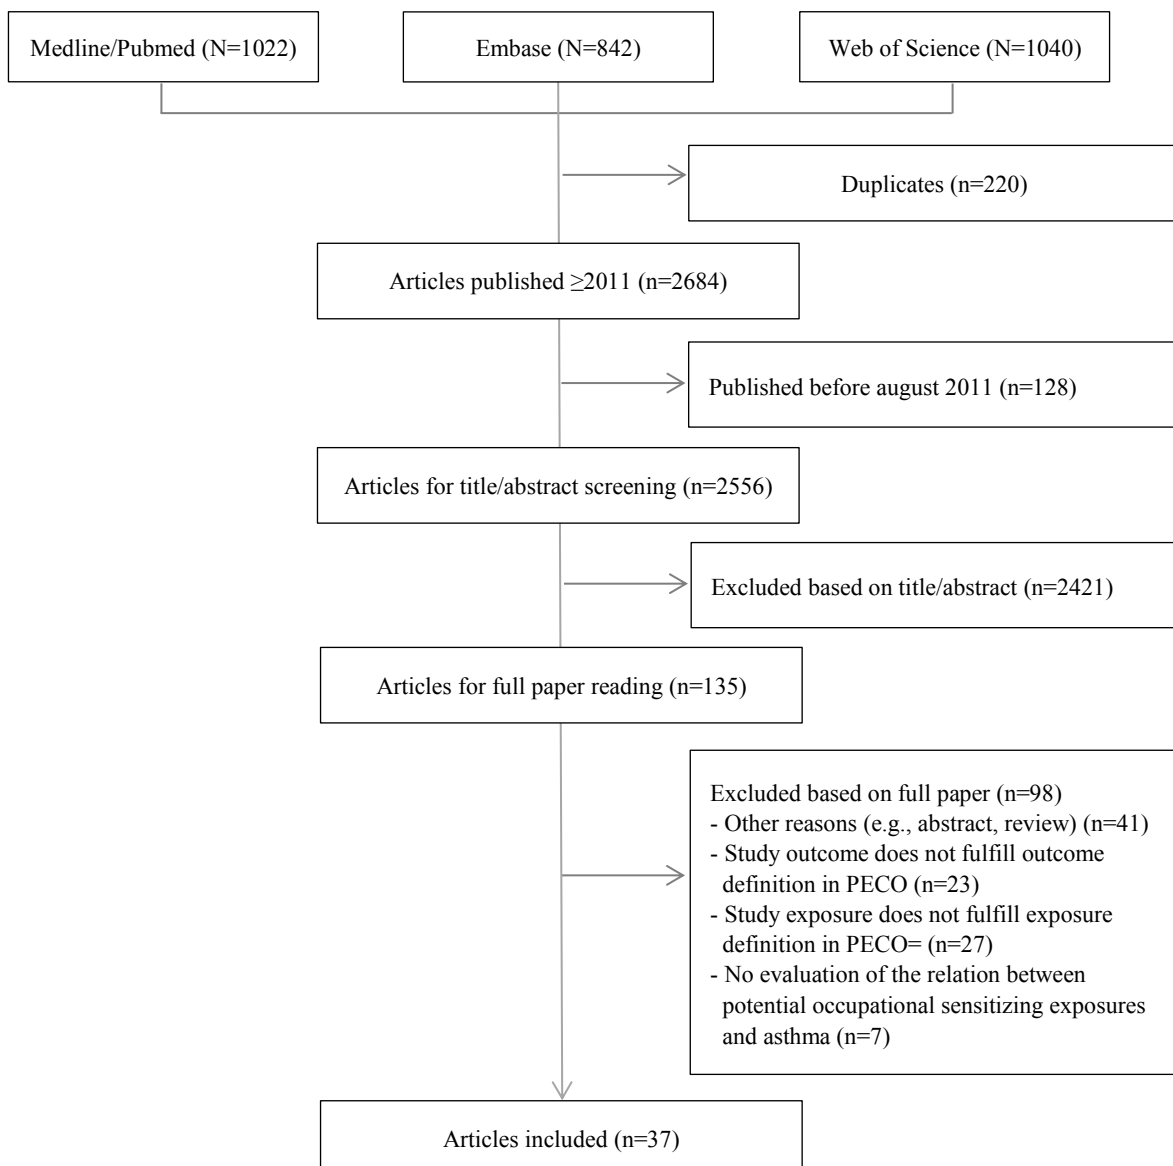 Medline/Pubmed (N=1022)
Embase (N=842)
Web of Science (N=1040)
Duplicates (n=220)
Articles published ≥2011 (n=2684)
Published before august 2011 (n=128)
Articles for title/abstract screening (n=2556)
Excluded based on title/abstract (n=2421)
Articles for full paper reading (n=135)
Excluded based on full paper (n=98)
- Other reasons (e.g., abstract, review) (n=41)
- Study outcome does not fulfill outcome
definition in PECO (n=23)
- Study exposure does not fulfill exposure
definition in PECO= (n=27)
- No evaluation of the relation between
potential occupational sensitizing exposures
and asthma (n=7)
Articles included (n=37)